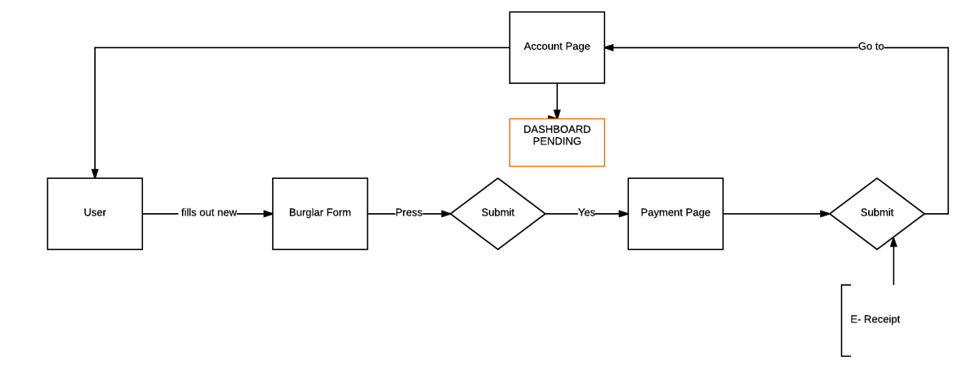 Account Page
Go to
DASHBOARD
PENDING
User
fills out new
Burglar Form
Press
Submit
Yes
Payment Page
Submit
E- Receipt